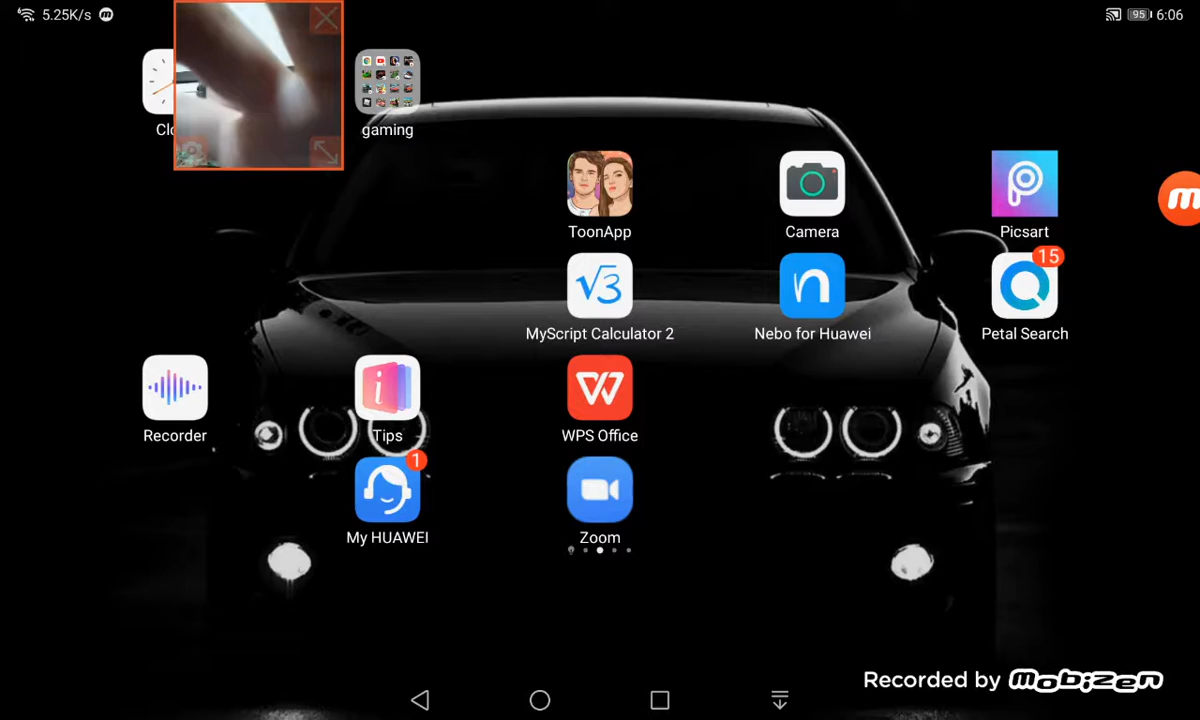 5.25K/s
95 6:06
Clo
gaming
ToonApp
Camera
Picsart
15
√3
MyScript Calculator 2
Nebo for Huawei
Petal Search
Recorder
Tips
WPS Office
1
My HUAWEI
Zoom
Recorded by mobizen